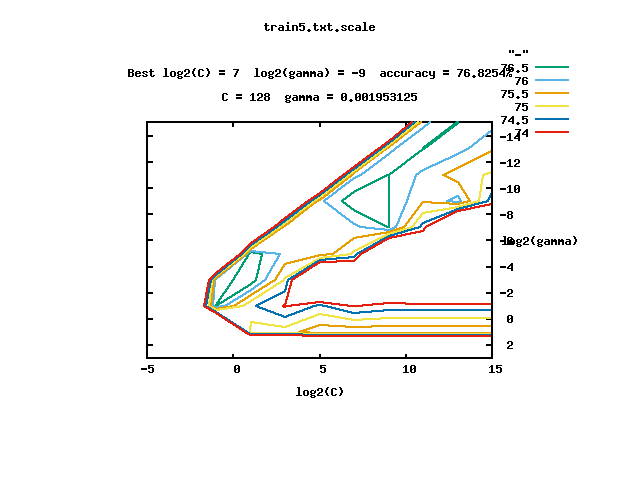 train5.txt.scale
"-"
Best log2(C) = 7 log2(gamma) = -9 accuracy = 76.8254%
C = 128 gamma = 0.001953125
76.5
76
75.5
75
74.5
74
-14
-12
-10
-8
-6
log2(gamma)
-4
-2
0
2
-5 0 5 10 15
log2(C)